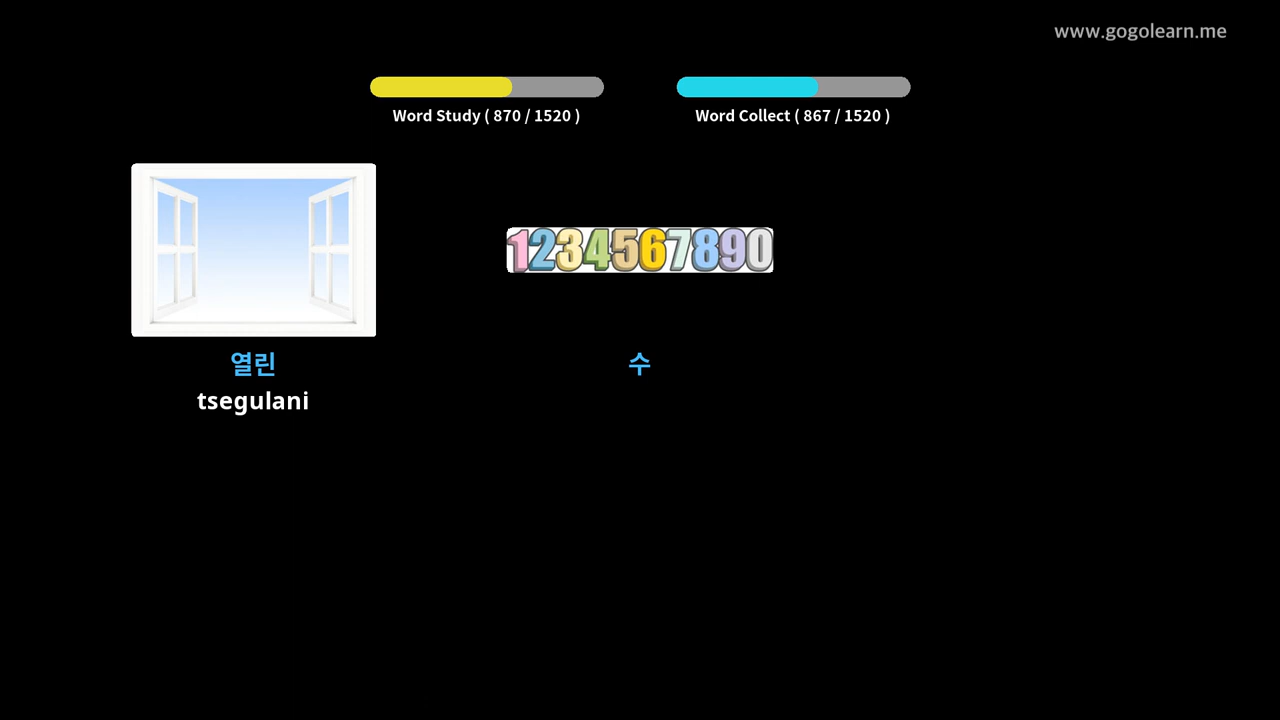 www.gogolearn.me
Word Study ( 870 / 1520 )
Word Collect ( 867 / 1520 )
1234567890
열린
수
tsegulani